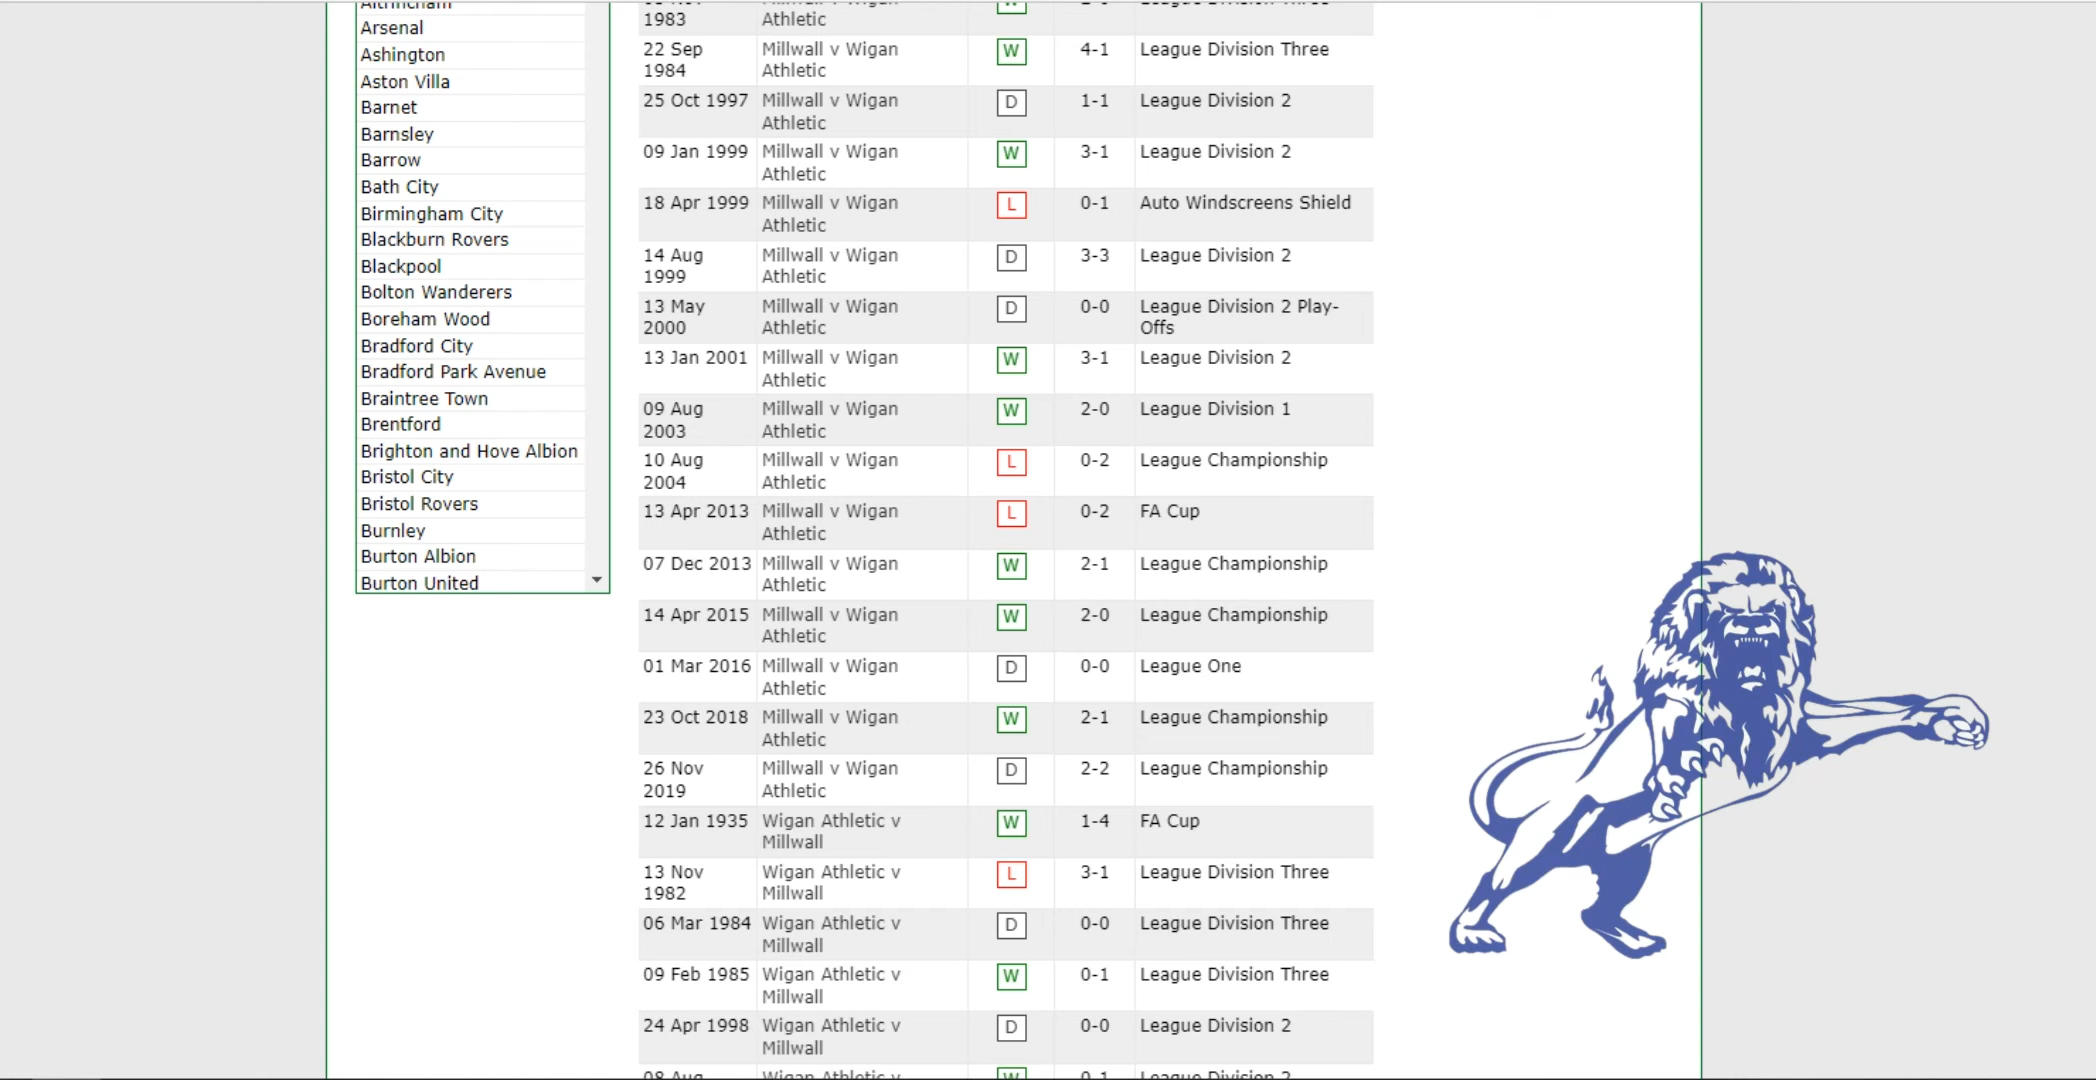 Altrincham
Arsenal
Ashington
Aston Villa
Barnet
Barnsley
Barrow
Bath City
Birmingham City
Blackburn Rovers
Blackpool
Bolton Wanderers
Boreham Wood
Bradford City
Bradford Park Avenue
Braintree Town
Brentford
Brighton and Hove Albion
Bristol City
Bristol Rovers
Burnley
Burton Albion
Burton United
1983 Athletic
22 Sep Millwall v Wigan W 4-1 League Division Three
1984 Athletic
25 Oct 1997 Millwall v Wigan D 1-1 League Division 2
Athletic
09 Jan 1999 Millwall v Wigan W 3-1 League Division 2
Athletic
18 Apr 1999 Millwall v Wigan L 0-1 Auto Windscreens Shield
Athletic
14 Aug Millwall v Wigan D 3-3 League Division 2
1999 Athletic
13 May Millwall v Wigan D 0-0 League Division 2 Play-
2000 Athletic Offs
13 Jan 2001 Millwall v Wigan W 3-1 League Division 2
Athletic
09 Aug Millwall v Wigan W 2-0 League Division 1
2003 Athletic
10 Aug Millwall v Wigan L 0-2 League Championship
2004 Athletic
13 Apr 2013 Millwall v Wigan L 0-2 FA Cup
Athletic
07 Dec 2013 Millwall v Wigan W 2-1 League Championship
Athletic
14 Apr 2015 Millwall v Wigan W 2-0 League Championship
Athletic
01 Mar 2016 Millwall v Wigan D 0-0 League One
Athletic
23 Oct 2018 Millwall v Wigan W 2-1 League Championship
Athletic
26 Nov Millwall v Wigan D 2-2 League Championship
2019 Athletic
12 Jan 1935 Wigan Athletic v W 1-4 FA Cup
Millwall
13 Nov Wigan Athletic v L 3-1 League Division Three
1982 Millwall
06 Mar 1984 Wigan Athletic v D 0-0 League Division Three
Millwall
09 Feb 1985 Wigan Athletic v W 0-1 League Division Three
Millwall
24 Apr 1998 Wigan Athletic v D 0-0 League Division 2
Millwall
08 Aug Wigan Athletic v W 0-1 League Division 2